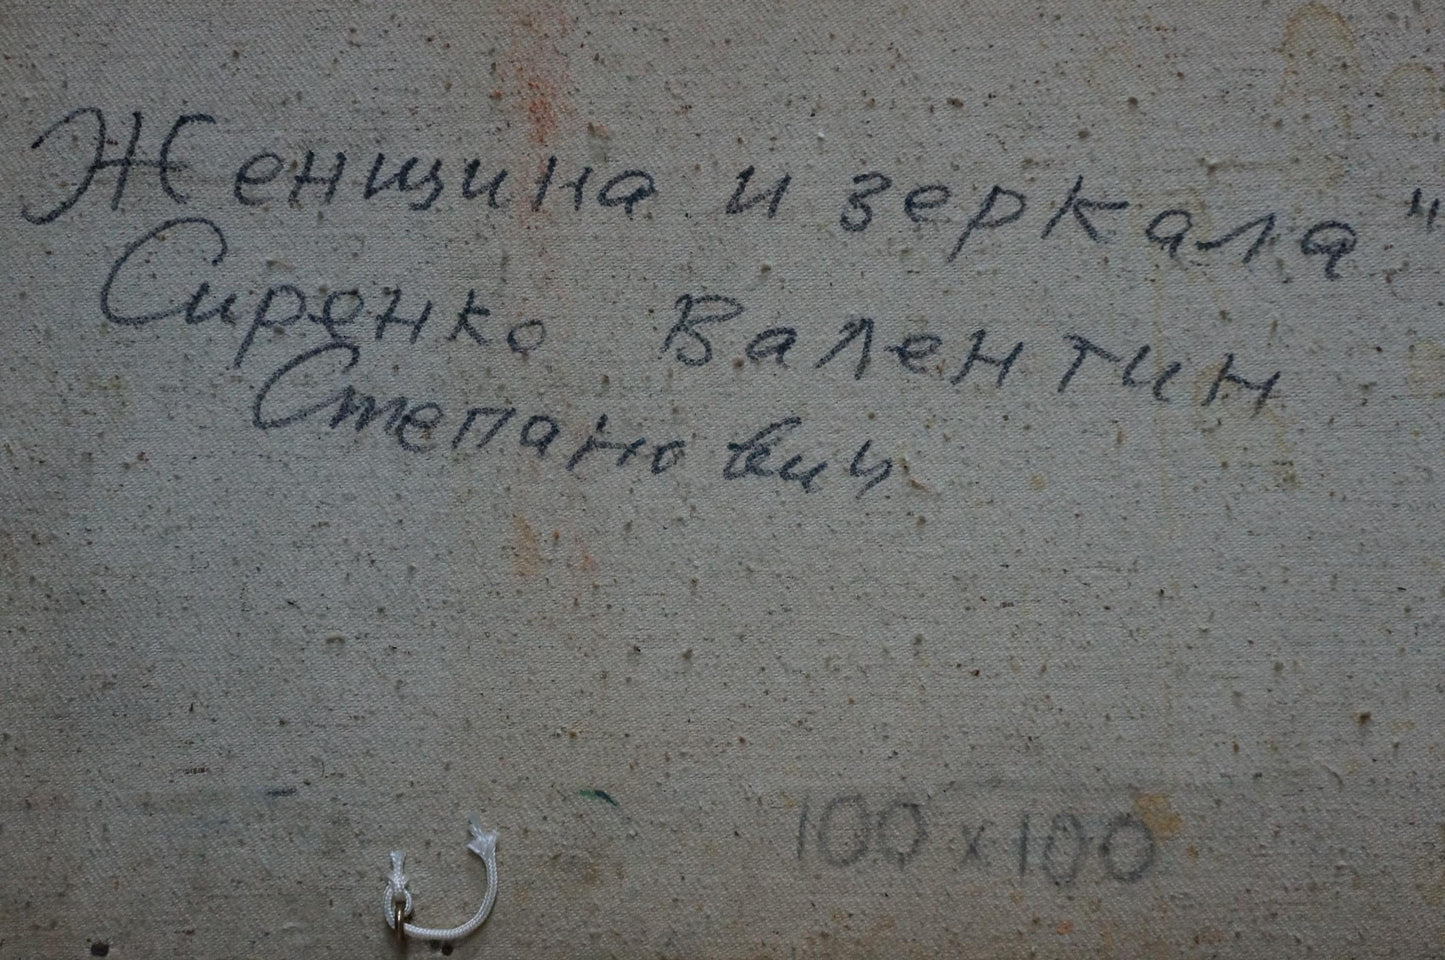 Женщина и зеркала"
Сиренко Валентин
Степанович
100 x 100